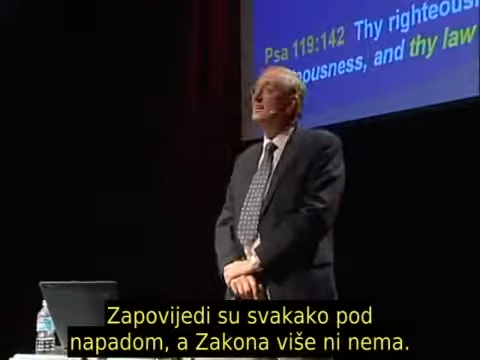 Psa 119:142 Thy righteous
ousness, and thy law
Zapovijedi su svakako pod
napadom, a Zakona više ni nema.